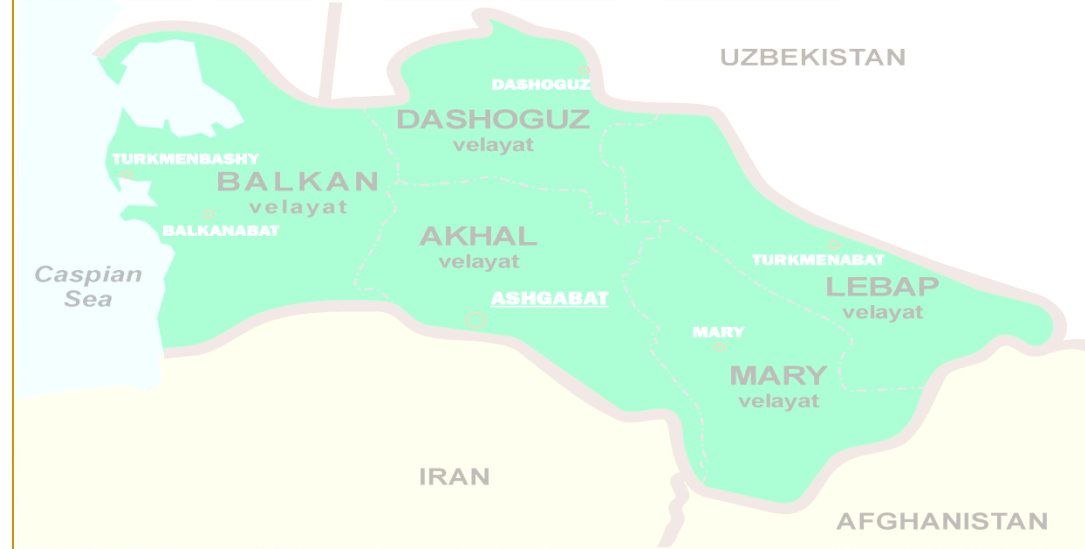 UZBEKISTAN
DASHOGUZ
DASHOGUZ
velayat
TURKMENBASHY
BALKAN
velayat
BALKANABAT
AKHAL
velayat
TURKMENABAT
Caspian
Sea
LEBAP
velayat
ASHGABAT
MARY
MARY
velayat
IRAN
AFGHANISTAN